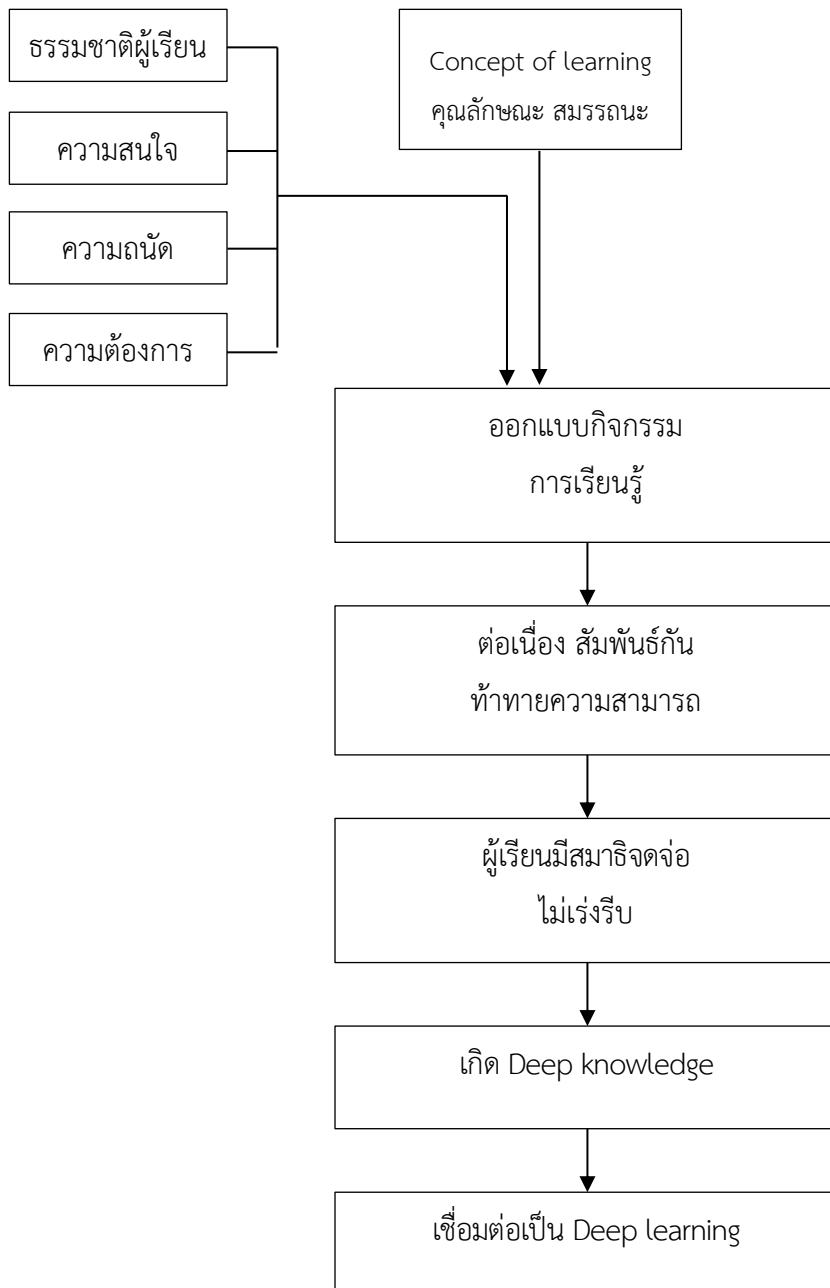 ธรรมชาติผู้เรียน
ความสนใจ
ความถนัด
ความต้องการ
Concept of learning
คุณลักษณะ สมรรถนะ
ออกแบบกิจกรรม
การเรียนรู้
ต่อเนื่อง สัมพันธ์กัน
ท้าทายความสามารถ
ผู้เรียนมีสมาธิจดจ่อ
ไม่เร่งรีบ
เกิด Deep knowledge
เชื่อมต่อเป็น Deep learning